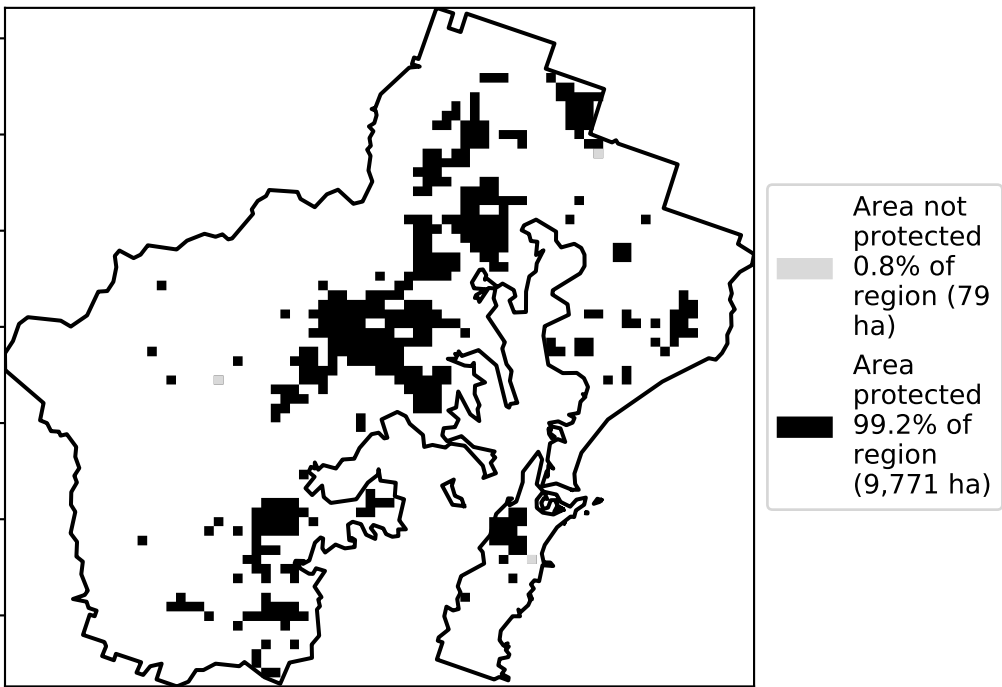 Area not
protected
0.8% of
region (79
ha)
Area
protected
99.2% of
region
(9,771 ha)